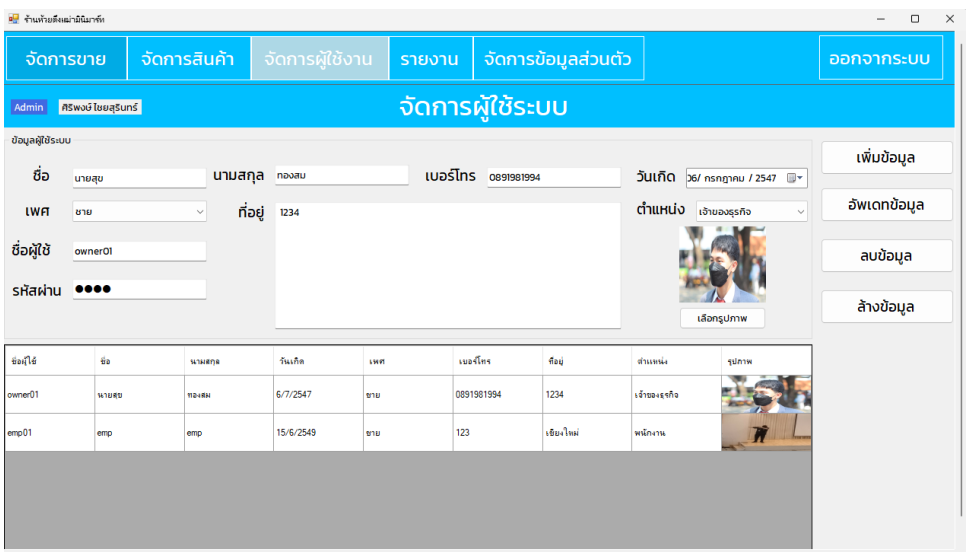 ร้านห้วยตึงเฒ่ามินิมาร์ท
จัดการขาย จัดการสินค้า จัดการผู้ใช้งาน รายงาน จัดการข้อมูลส่วนตัว ออกจากระบบ
Admin ศิริพงษ์ ไชยสุรินทร์ จัดการผู้ใช้ระบบ
ข้อมูลผู้ใช้ระบบ
ชื่อ นายสุข นามสกุล ทองสม เบอร์โทร 0891981994 วันเกิด 06/ กรกฎาคม / 2547
เพศ ชาย ที่อยู่ 1234 ตำแหน่ง เจ้าของธุรกิจ
ชื่อผู้ใช้ owner01
รหัสผ่าน ●●●●
เลือกรูปภาพ
เพิ่มข้อมูล
อัพเดทข้อมูล
ลบข้อมูล
ล้างข้อมูล
ชื่อผู้ใช้ ชื่อ นามสกุล วันเกิด เพศ เบอร์โทร ที่อยู่ ตำแหน่ง รูปภาพ
owner01 นายสุข ทองสม 6/7/2547 ชาย 0891981994 1234 เจ้าของธุรกิจ
emp01 emp emp 15/6/2549 ชาย 123 เชียงใหม่ พนักงาน